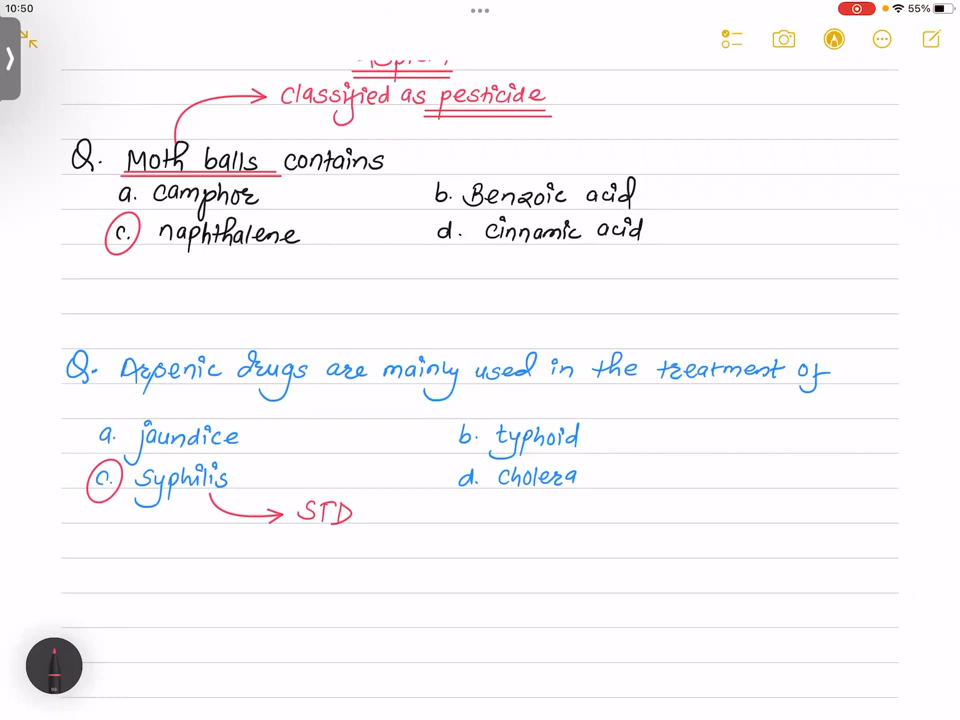 10:50
55%
classified as pesticide
Q. Moth balls contains
a. camphor b. Benzoic acid
c. naphthalene d. cinnamic acid
Q. Arsenic drugs are mainly used in the treatment of
a. jaundice b. typhoid
c. syphilis d. cholera
STD